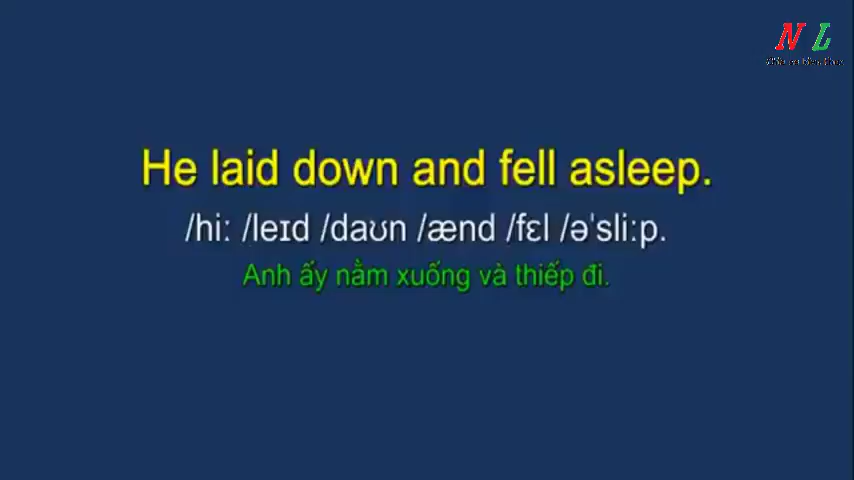 N L
He laid down and fell asleep.
/hiː /leɪd /daʊn /ænd /fɛl /əˈsliːp.
Anh ấy nằm xuống và thiếp đi.